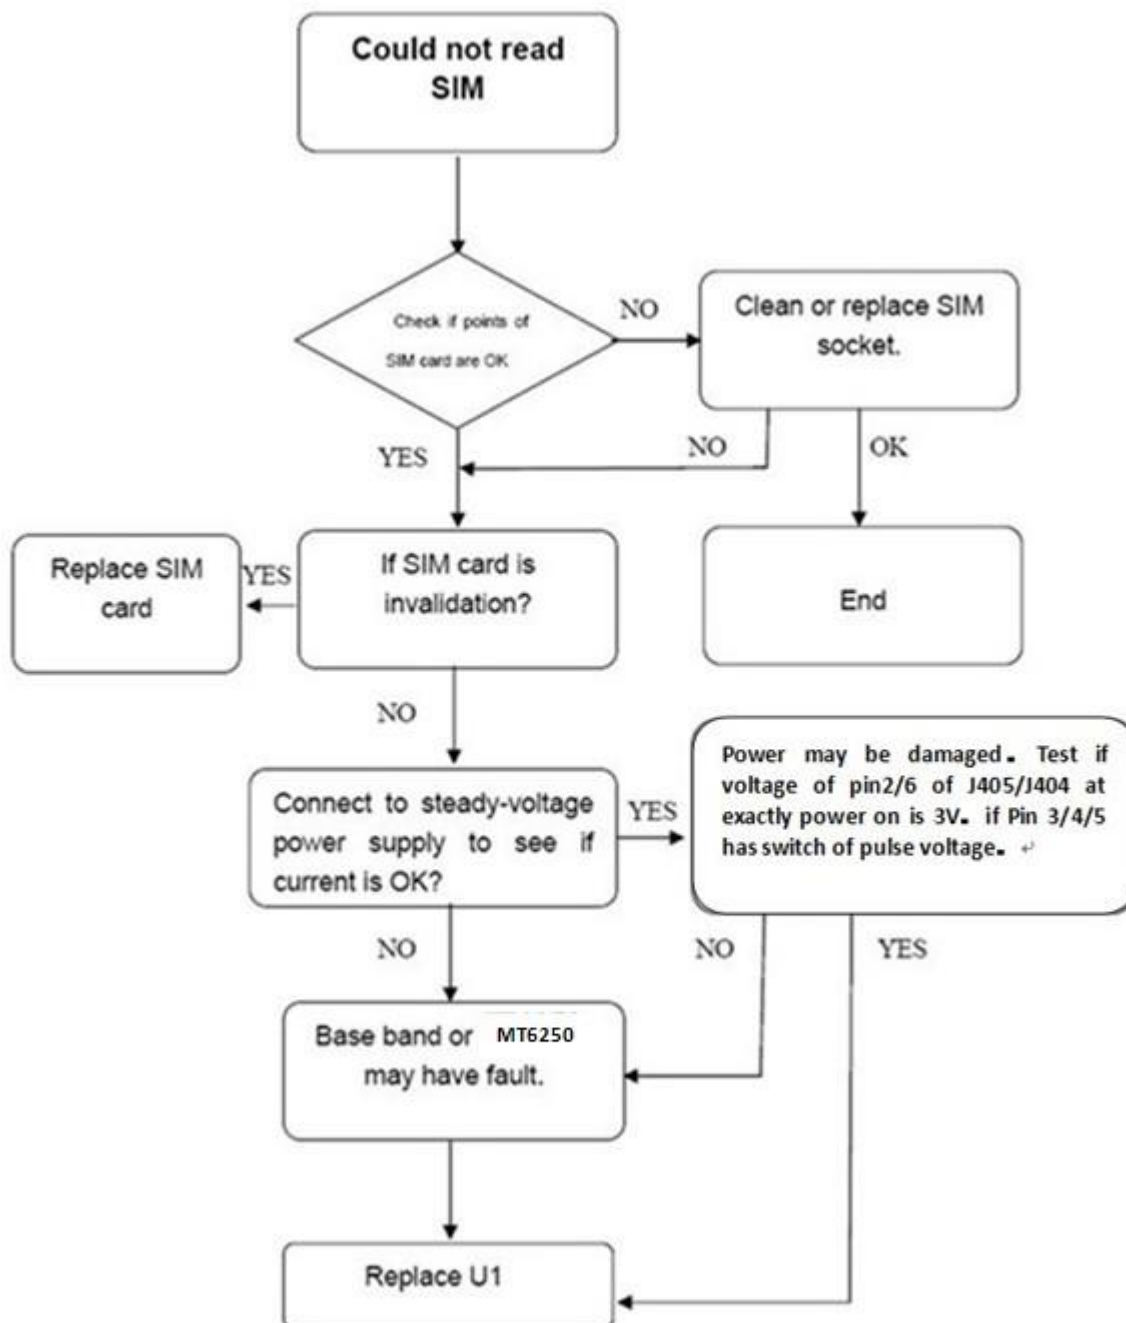 Could not read
SIM
Check if points of
SIM card are OK
NO
Clean or replace SIM
socket.
YES
NO
OK
Replace SIM
card
YES
If SIM card is
invalidation?
End
NO
Connect to steady-voltage
power supply to see if
current is OK?
YES
Power may be damaged. Test if
voltage of pin2/6 of J405/J404 at
exactly power on is 3V. if Pin 3/4/5
has switch of pulse voltage. ↵
NO
NO
YES
Base band or MT6250
may have fault.
Replace U1